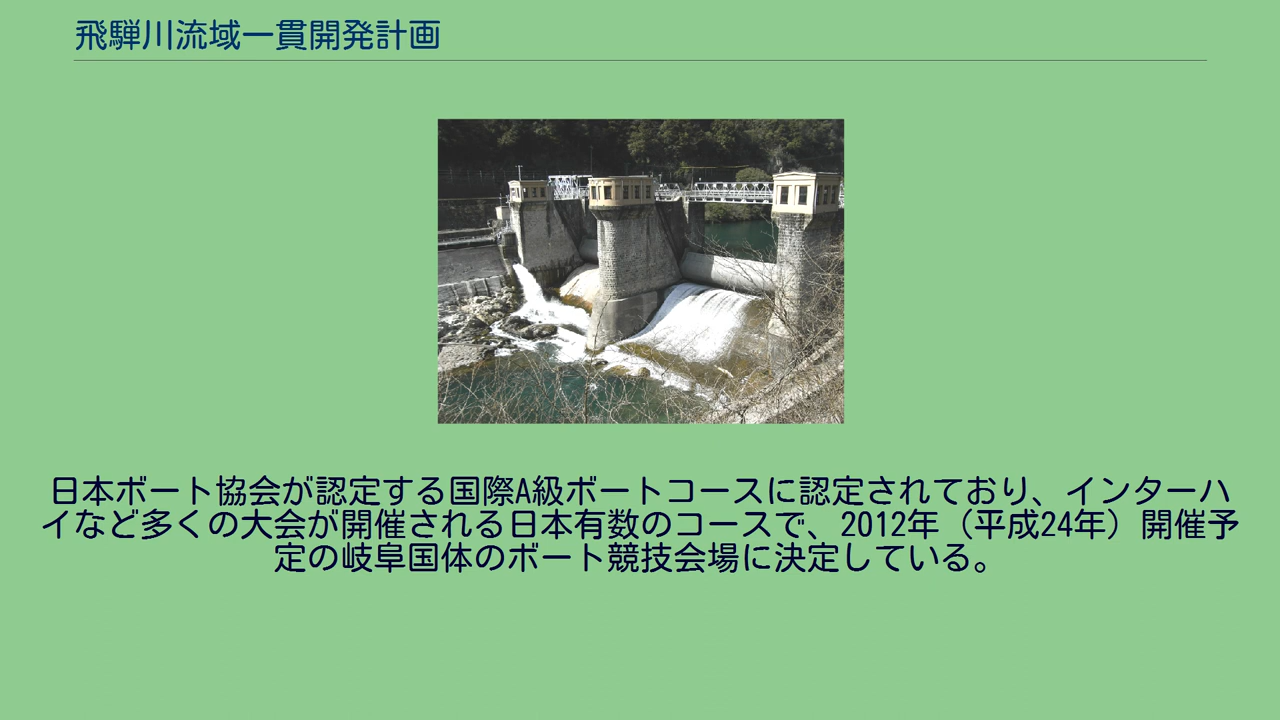 飛騨川流域一貫開発計画
日本ボート協会が認定する国際A級ボートコースに認定されており、インターハ
イなど多くの大会が開催される日本有数のコースで、2012年（平成24年）開催予
定の岐阜国体のボート競技会場に決定している。